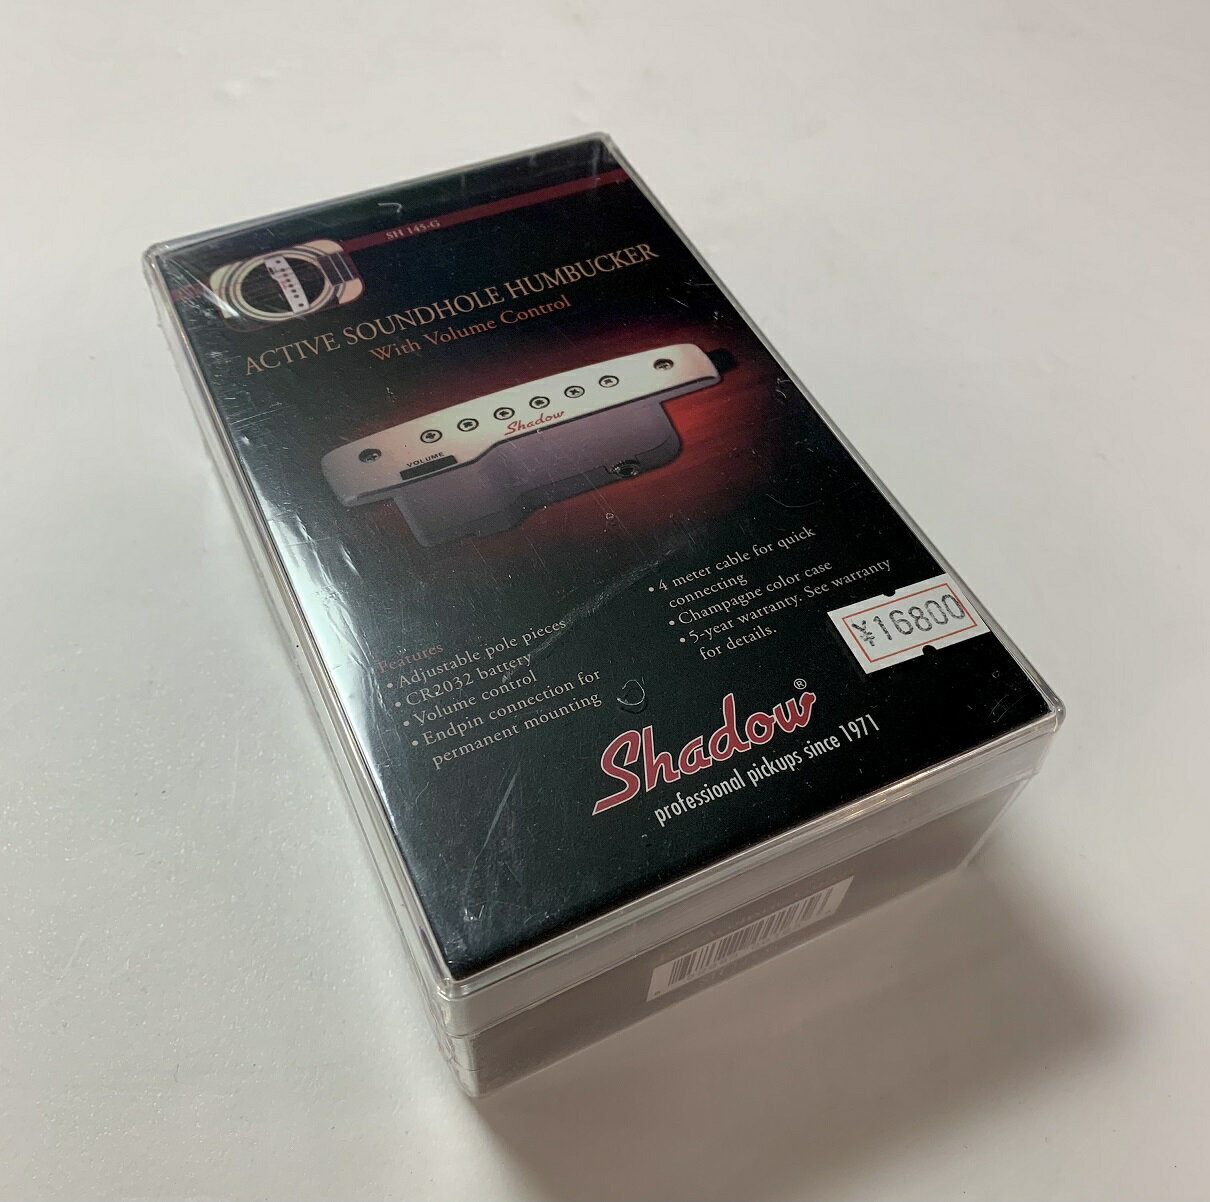 SH 145-G
ACTIVE SOUNDHOLE HUMBUCKER
With Volume Control
Shadow
VOLUME
Features
• Adjustable pole pieces
• CR2032 battery
• Volume control
• Endpin connection for
permanent mounting
• 4 meter cable for quick
connecting
• Champagne color case
• 5-year warranty. See warranty
for details.
¥16800
Shadow®
professional pickups since 1971